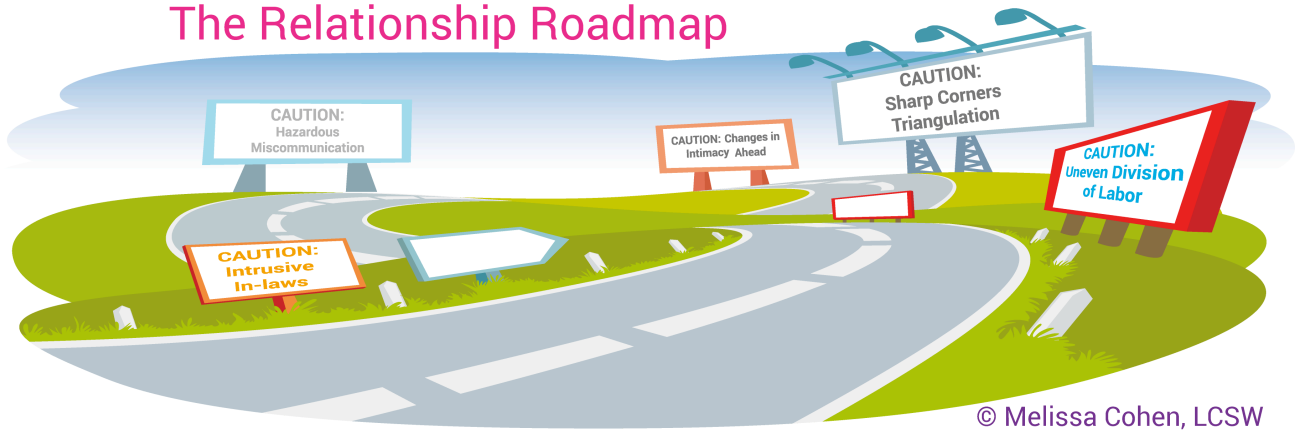 The Relationship Roadmap
CAUTION:
Hazardous
Miscommunication
CAUTION: Changes in
Intimacy Ahead
CAUTION:
Sharp Corners
Triangulation
CAUTION:
Uneven Division
of Labor
CAUTION:
Intrusive
In-laws
© Melissa Cohen, LCSW